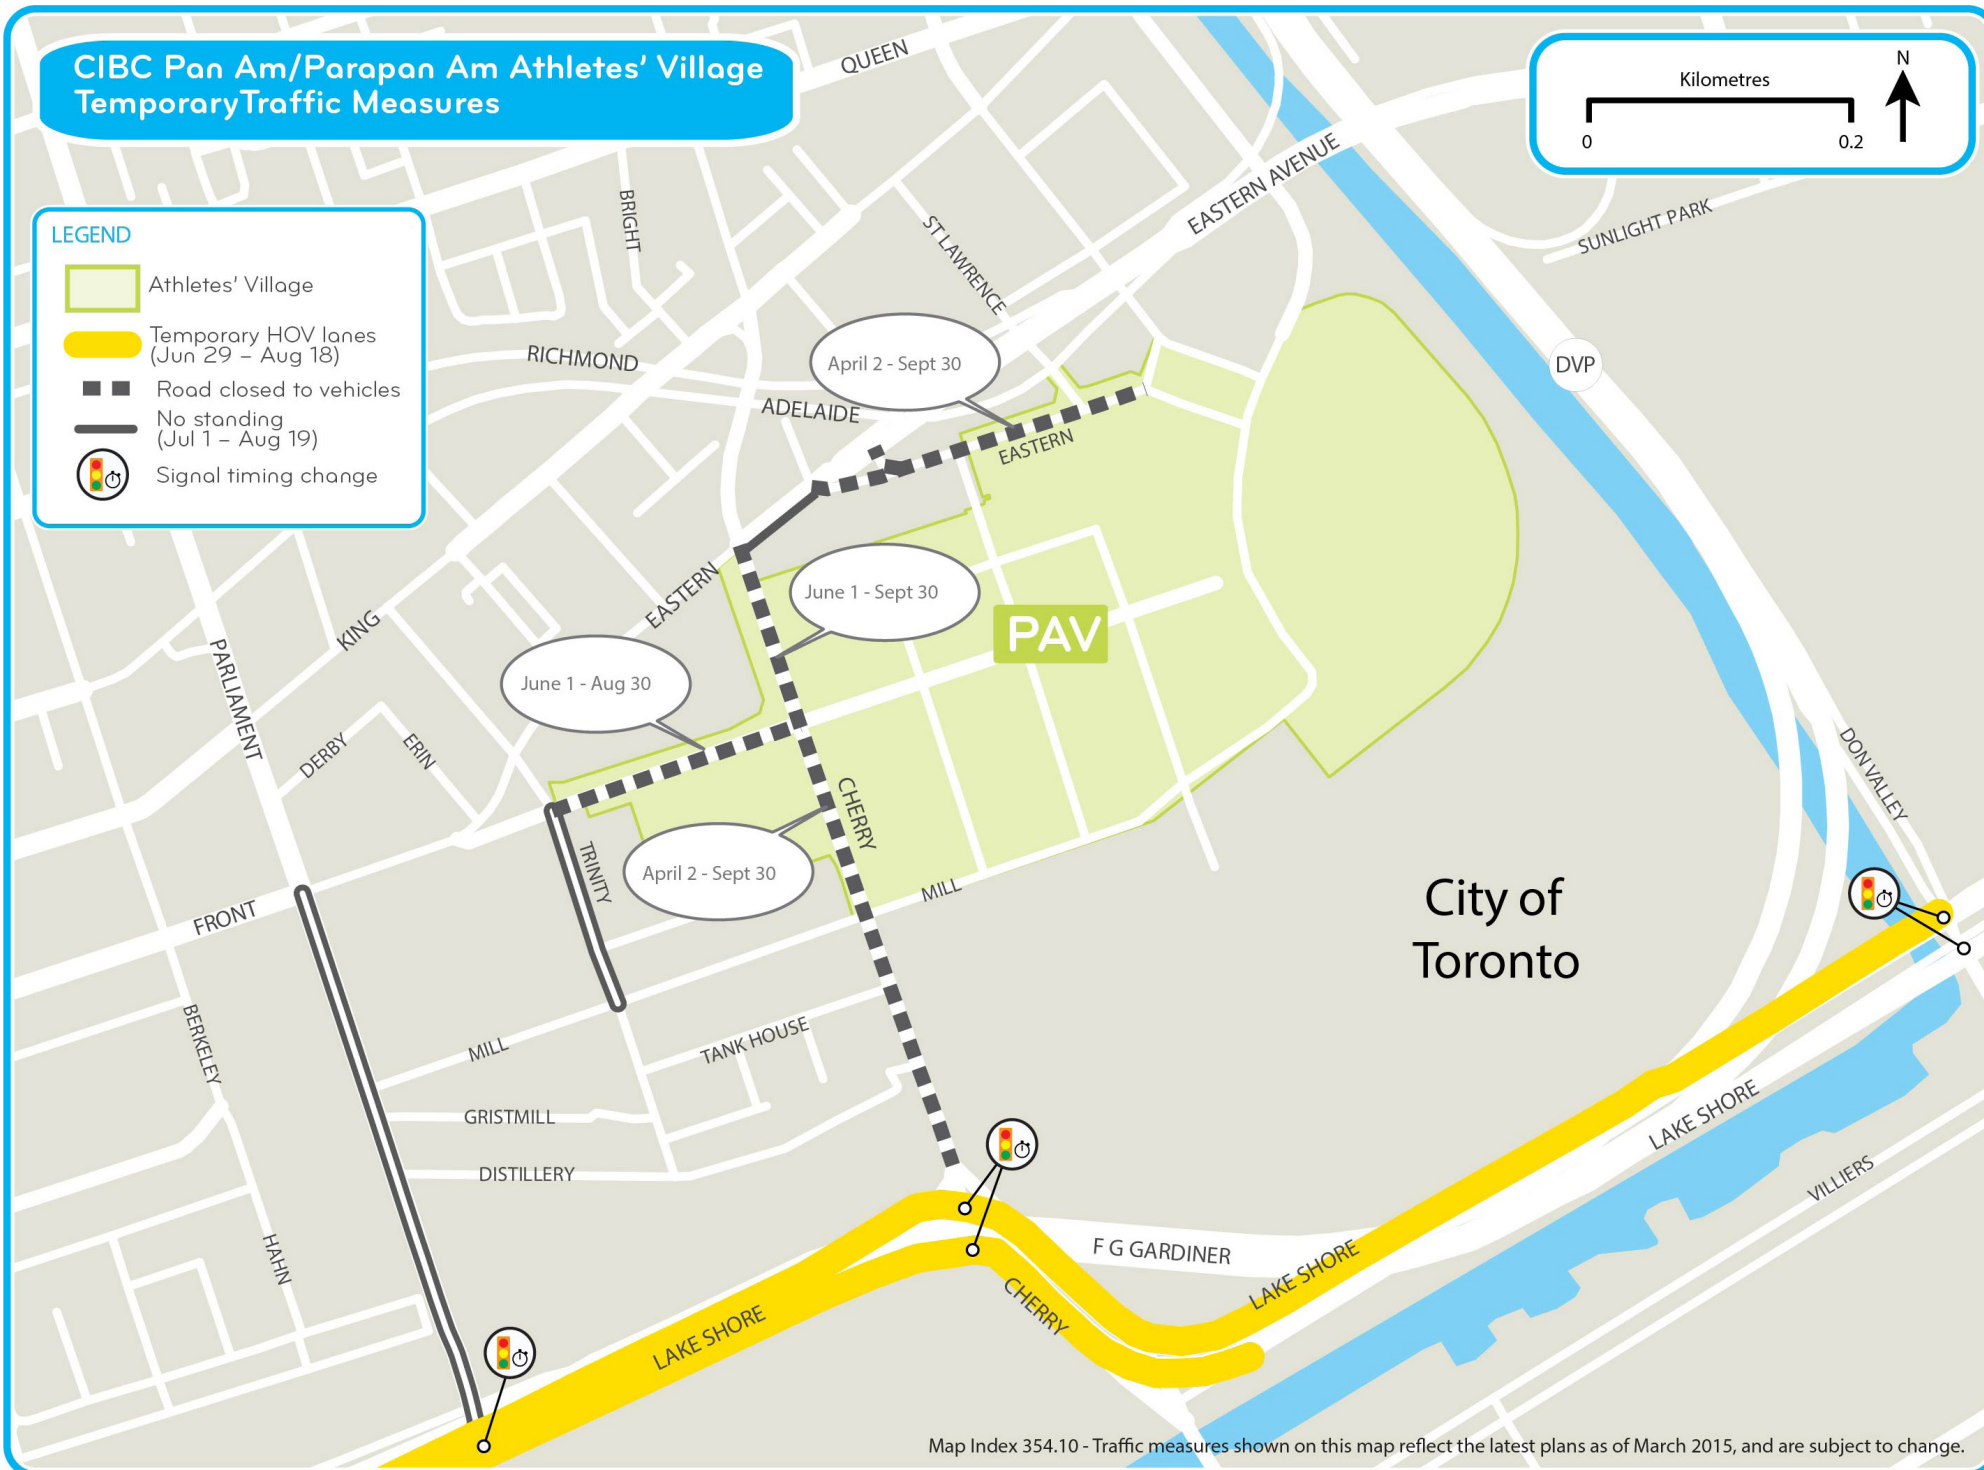 CIBC Pan Am/Parapan Am Athletes' Village
TemporaryTraffic Measures
Kilometres
0
0.2
N
LEGEND
Athletes' Village
Temporary HOV lanes
(Jun 29 – Aug 18)
Road closed to vehicles
No standing
(Jul 1 – Aug 19)
Signal timing change
QUEEN
BRIGHT
ST LAWRENCE
EASTERN AVENUE
SUNLIGHT PARK
RICHMOND
ADELAIDE
April 2 - Sept 30
DVP
EASTERN
EASTERN
June 1 - Sept 30
KING
PARLIAMENT
PAV
June 1 - Aug 30
DERBY
ERIN
DON VALLEY
CHERRY
TRINITY
April 2 - Sept 30
MILL
FRONT
City of
Toronto
BERKELEY
MILL
TANK HOUSE
GRISTMILL
DISTILLERY
LAKE SHORE
VILLIERS
HAHN
F G GARDINER
LAKE SHORE
CHERRY
LAKE SHORE
Map Index 354.10 - Traffic measures shown on this map reflect the latest plans as of March 2015, and are subject to change.